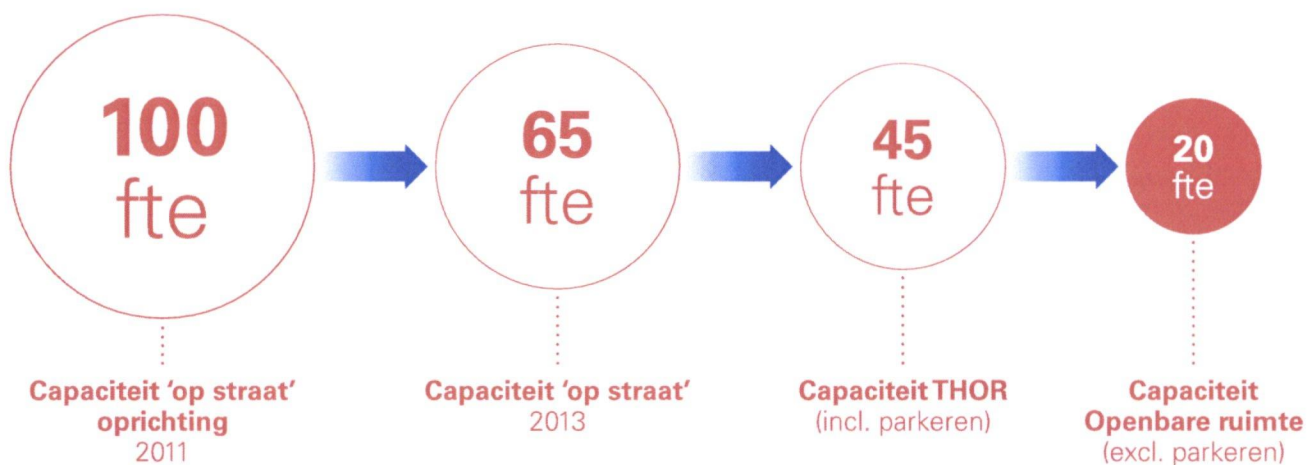 100
fte
65
fte
45
fte
20
fte
Capaciteit ‘op straat‘
oprichting
2011
Capaciteit ‘op straat‘
2013
Capaciteit THOR
(incl. parkeren)
Capaciteit
Openbare ruimte
(excl. parkeren)